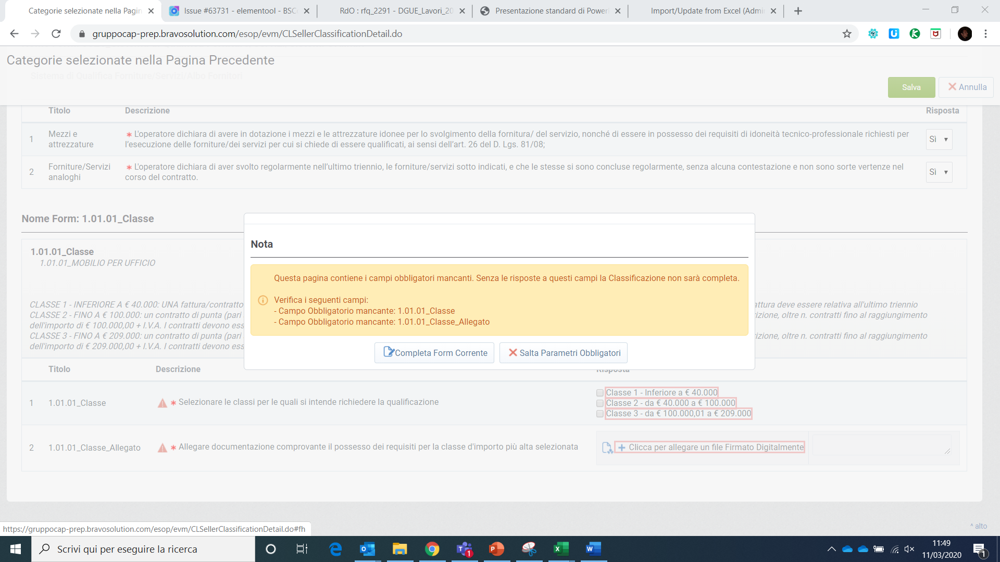 Categorie selezionate nella Pagin
Issue #63731 - elementool - BSC
RdO : rfq_2291 - DGUE_Lavori_20
Presentazione standard di Power
Import/Update from Excel (Admi
gruppocap-prep.bravosolution.com/esop/evm/CLSellerClassificationDetail.do
Categorie selezionate nella Pagina Precedente
Sistema di Qualifica Forniture/Servizi/Albo Fornitori
Salva
Annulla
Titolo Descrizione Risposta
1 Mezzi e attrezzature
* L'operatore dichiara di avere in dotazione i mezzi e le attrezzature idonee per lo svolgimento della fornitura/ del servizio, nonché di essere in possesso dei requisiti di idoneità tecnico-professionale richiesti per
l'esecuzione delle forniture/dei servizi per cui si chiede di essere qualificati, ai sensi dell'art. 26 del D. Lgs. 81/08;
Sì
2 Forniture/Servizi analoghi
* L'operatore dichiara di aver svolto regolarmente nell'ultimo triennio, le forniture/servizi sotto indicati, e che le stesse si sono concluse regolarmente, senza alcuna contestazione e non sono sorte vertenze nel
corso del contratto.
Sì
Nome Form: 1.01.01_Classe
1.01.01_Classe
1.01.01_MOBILIO PER UFFICIO
CLASSE 1 - INFERIORE A € 40.000: UNA fattura/contratto
attura deve essere relativa all'ultimo triennio
CLASSE 2 - FINO A € 100.000: un contratto di punta (pari
rizione, oltre n. contratti fino al raggiungimento
dell'importo di € 100.000,00 + I.V.A. I contratti devono ess
CLASSE 3 - FINO A € 209.000: un contratto di punta (pari
rizione, oltre n. contratti fino al raggiungimento
dell'importo di € 209.000,00 + I.V.A. I contratti devono ess
Nota
Questa pagina contiene i campi obbligatori mancanti. Senza le risposte a questi campi la Classificazione non sarà completa.
Verifica i seguenti campi:
- Campo Obbligatorio mancante: 1.01.01_Classe
- Campo Obbligatorio mancante: 1.01.01_Classe_Allegato
Completa Form Corrente
Salta Parametri Obbligatori
Titolo Descrizione Risposta
1 1.01.01_Classe * Selezionare le classi per le quali si intende richiedere la qualificazione
Classe 1 - Inferiore a € 40.000
Classe 2 - da € 40.000 a € 100.000
Classe 3 - da € 100.000,01 a € 209.000
2 1.01.01_Classe_Allegato * Allegare documentazione comprovante il possesso dei requisiti per la classe d'importo più alta selezionata
+ Clicca per allegare un file Firmato Digitalmente
^ alto
https://gruppocap-prep.bravosolution.com/esop/evm/CLSellerClassificationDetail.do#fh
Scrivi qui per eseguire la ricerca
1
11:49
11/03/2020
1